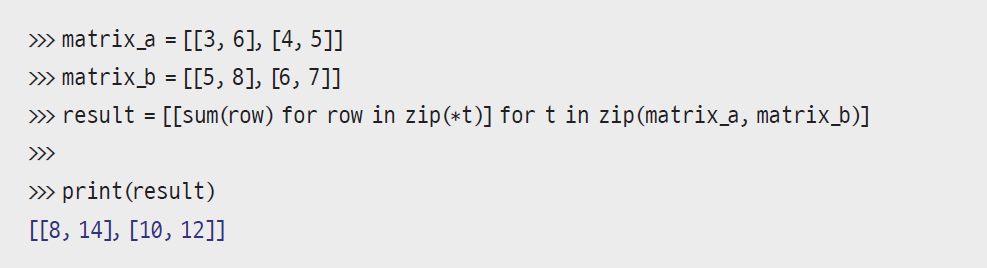 >>> matrix_a = [[3, 6], [4, 5]]
>>> matrix_b = [[5, 8], [6, 7]]
>>> result = [[sum(row) for row in zip(*t)] for t in zip(matrix_a, matrix_b)]
>>>
>>> print(result)
[[8, 14], [10, 12]]